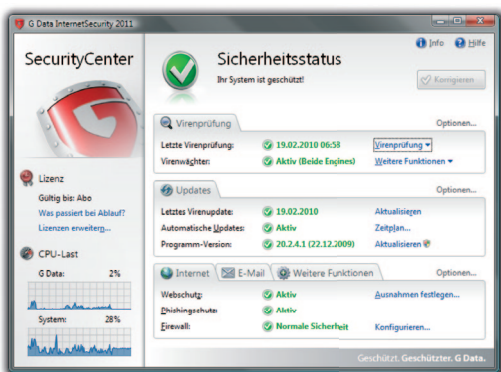 G Data InternetSecurity 2011
Info Hilfe
SecurityCenter
Sicherheitsstatus
Ihr System ist geschützt!
Korrigieren
Virenprüfung
Optionen...
Letzte Virenprüfung: 19.02.2010 06:53 Virenprüfung
Virenwächter: Aktiv (Beide Engines) Weitere Funktionen
Lizenz
Gültig bis: Abo
Was passiert bei Ablauf?
Lizenzen erweitern...
Updates
Optionen...
Letztes Virenupdate: 19.02.2010 Aktualisieren
Automatische Updates: Aktiv Zeitplan...
Programm-Version: 20.2.4.1 (22.12.2009) Aktualisieren
CPU-Last
G Data: 2%
System: 28%
Internet E-Mail Weitere Funktionen
Optionen...
Webschutz: Aktiv Ausnahmen festlegen...
Phishingschutz: Aktiv
Firewall: Normale Sicherheit Konfigurieren...
Geschützt. Geschützter. G Data.